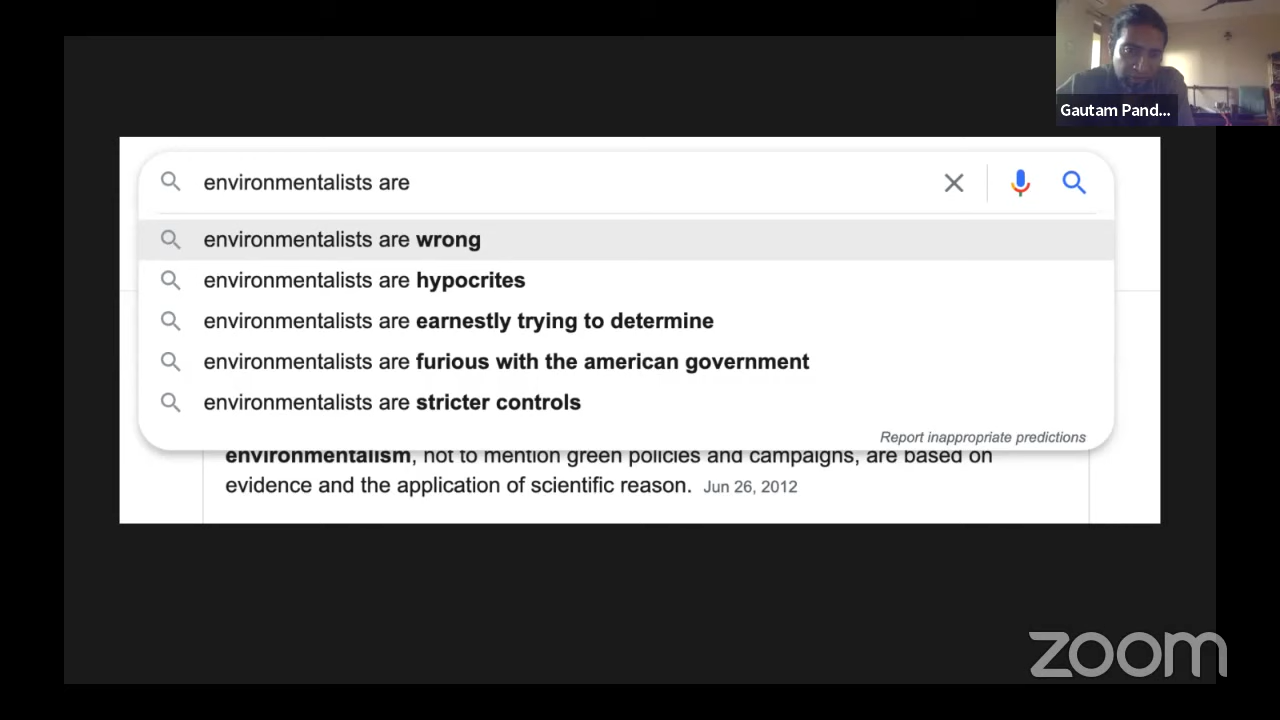 Gautam Pand...
environmentalists are
environmentalists are wrong
environmentalists are hypocrites
environmentalists are earnestly trying to determine
environmentalists are furious with the american government
environmentalists are stricter controls
Report inappropriate predictions
environmentalism, not to mention green policies and campaigns, are based on
evidence and the application of scientific reason. Jun 26, 2012
zoom